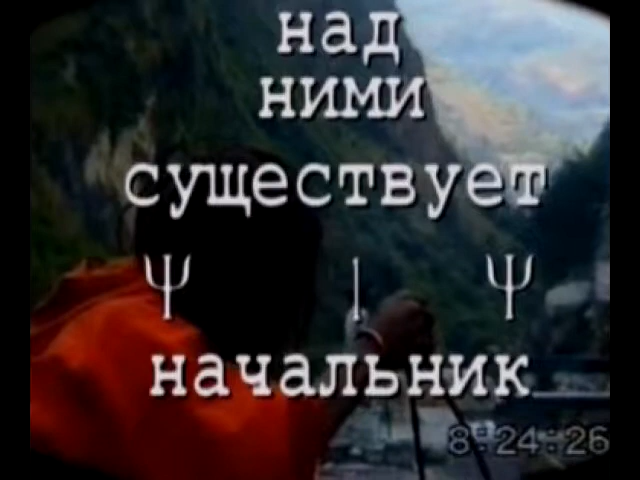 над
ними
существует
Ψ | Ψ
начальник
8:24:26